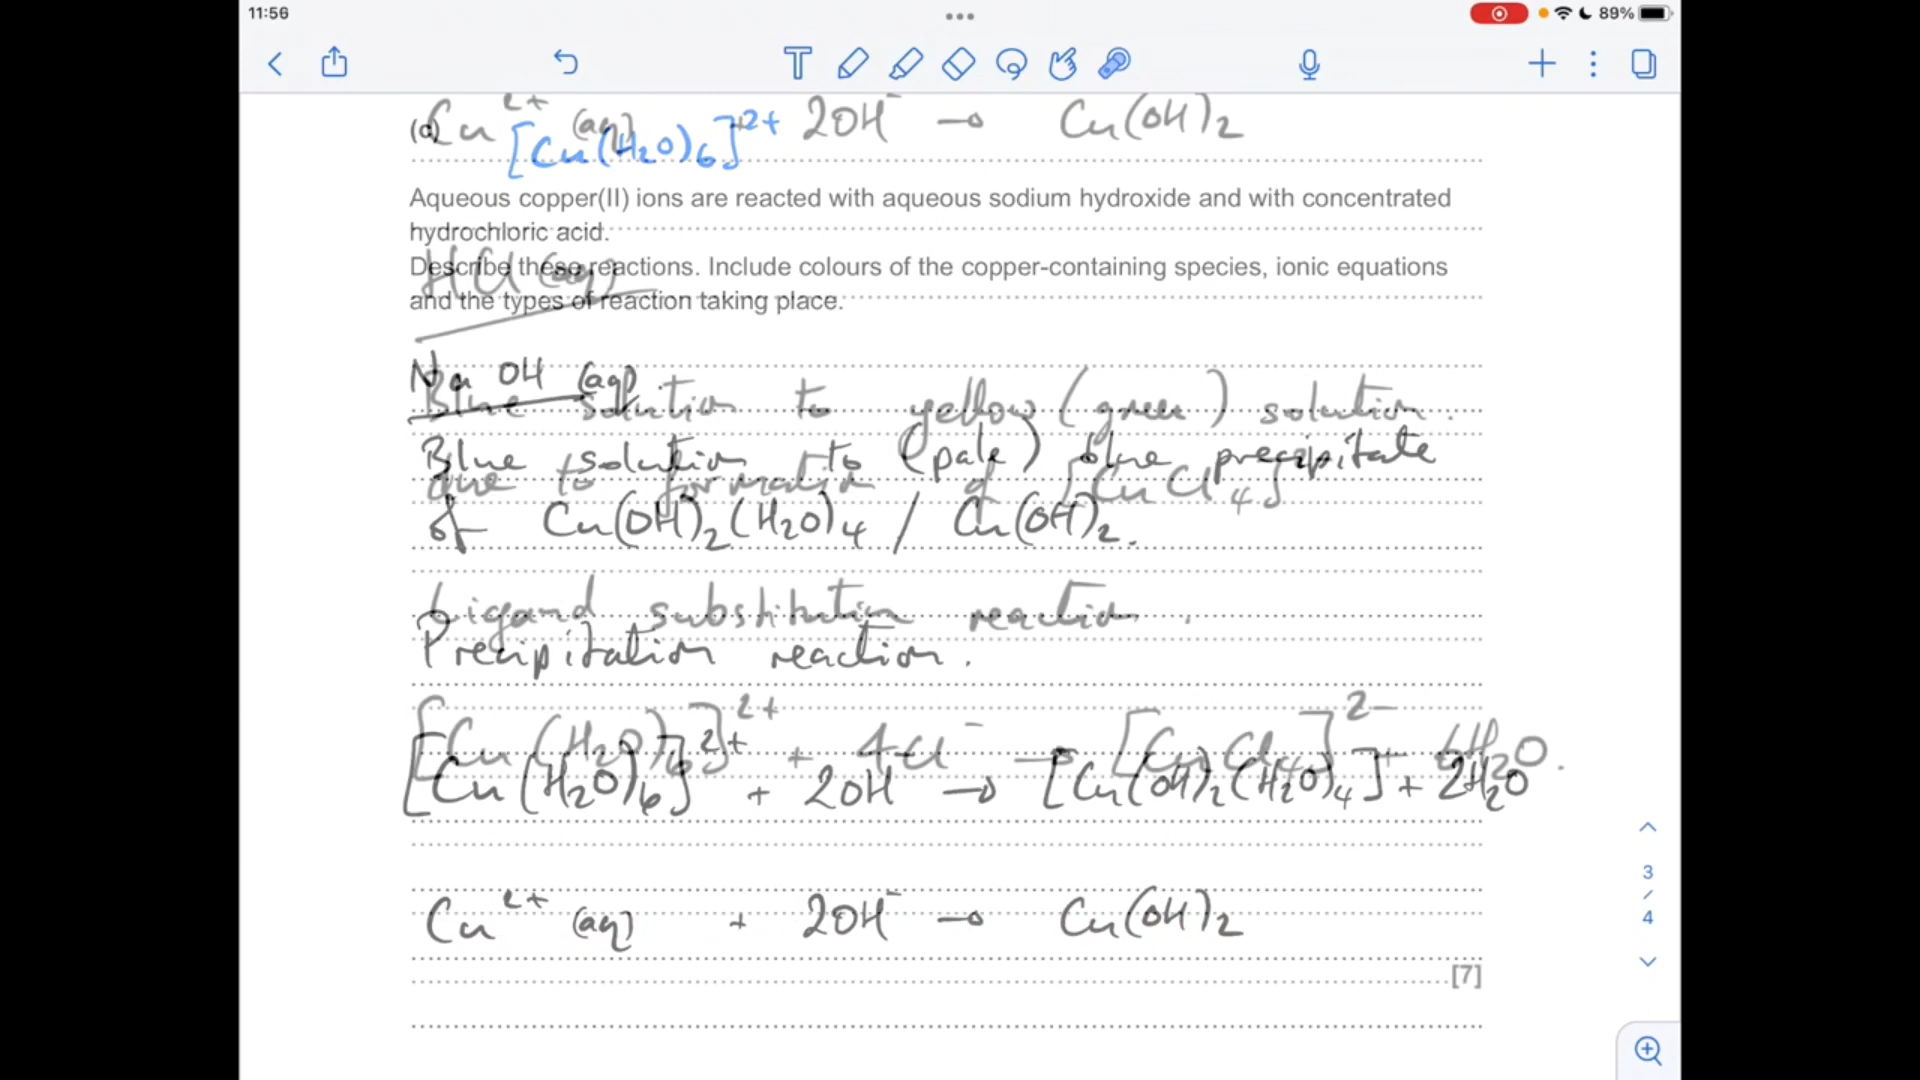 11:56
89%
Cu 2+ (aq) + 2OH⁻ → Cu(OH)2
(c)
[Cu(H2O)6]2+
Aqueous copper(II) ions are reacted with aqueous sodium hydroxide and with concentrated
hydrochloric acid.
HCl (aq)
Describe these reactions. Include colours of the copper-containing species, ionic equations
and the types of reaction taking place.
NaOH (aq)
Blue solution to yellow (green) solution.
Blue solution to (pale) blue precipitate
due to formation of [CuCl4]2-
of Cu(OH)2(H2O)4 / Cu(OH)2.
Ligand substitution reaction.
Precipitation reaction.
[Cu(H2O)6]2+ + 4Cl⁻ → [CuCl4]2- + 6H2O.
[Cu(H2O)6]2+ + 2OH⁻ → [Cu(OH)2(H2O)4] + 2H2O
3
/
4
Cu 2+ (aq) + 2OH⁻ → Cu(OH)2
[7]